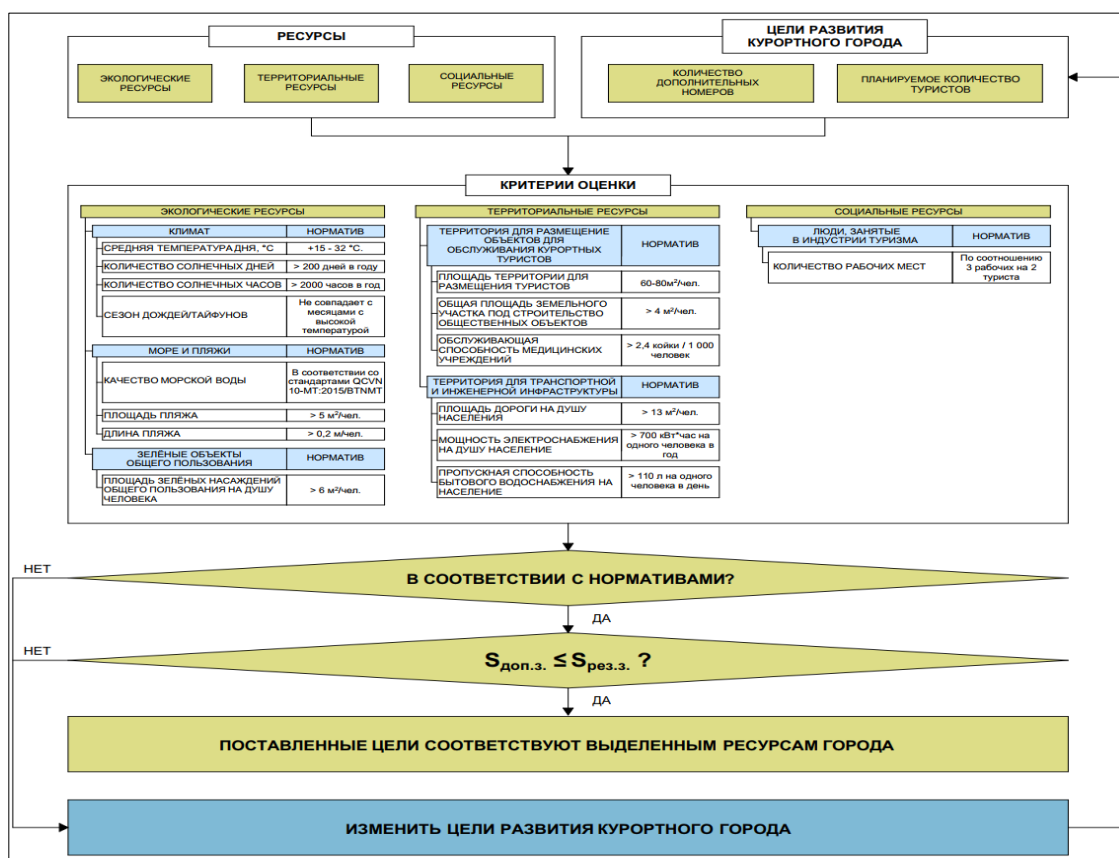 РЕСУРСЫ
ЭКОЛОГИЧЕСКИЕ
РЕСУРСЫ
ТЕРРИТОРИАЛЬНЫЕ
РЕСУРСЫ
СОЦИАЛЬНЫЕ
РЕСУРСЫ
ЦЕЛИ РАЗВИТИЯ
КУРОРТНОГО ГОРОДА
КОЛИЧЕСТВО
ДОПОЛНИТЕЛЬНЫХ
НОМЕРОВ
ПЛАНИРУЕМОЕ КОЛИЧЕСТВО
ТУРИСТОВ
КРИТЕРИИ ОЦЕНКИ
ЭКОЛОГИЧЕСКИЕ РЕСУРСЫ
КЛИМАТ
НОРМАТИВ
СРЕДНЯЯ ТЕМПЕРАТУРА ДНЯ, °C
+15 - 32 °C.
КОЛИЧЕСТВО СОЛНЕЧНЫХ ДНЕЙ
> 200 дней в году
КОЛИЧЕСТВО СОЛНЕЧНЫХ ЧАСОВ
> 2000 часов в год
СЕЗОН ДОЖДЕЙ/ТАЙФУНОВ
Не совпадает с
месяцами с
высокой
температурой
МОРЕ И ПЛЯЖИ
НОРМАТИВ
КАЧЕСТВО МОРСКОЙ ВОДЫ
В соответствии со
стандартами QCVN
10-MT:2015/BTNMT
ПЛОЩАДЬ ПЛЯЖА
> 5 м²/чел.
ДЛИНА ПЛЯЖА
> 0,2 м/чел.
ЗЕЛЁНЫЕ ОБЪЕКТЫ
ОБЩЕГО ПОЛЬЗОВАНИЯ
НОРМАТИВ
ПЛОЩАДЬ ЗЕЛЁНЫХ НАСАЖДЕНИЙ
ОБЩЕГО ПОЛЬЗОВАНИЯ НА ДУШУ
ЧЕЛОВЕКА
> 6 м²/чел.
ТЕРРИТОРИАЛЬНЫЕ РЕСУРСЫ
ТЕРРИТОРИЯ ДЛЯ РАЗМЕЩЕНИЕ
ОБЪЕКТОВ ДЛЯ
ОБСЛУЖИВАНИЯ КУРОРТНЫХ
ТУРИСТОВ
НОРМАТИВ
ПЛОЩАДЬ ТЕРРИТОРИИ ДЛЯ
РАЗМЕЩЕНИЯ ТУРИСТОВ
60-80м²/чел.
ОБЩАЯ ПЛОЩАДЬ ЗЕМЕЛЬНОГО
УЧАСТКА ПОД СТРОИТЕЛЬСТВО
ОБЩЕСТВЕННЫХ ОБЪЕКТОВ
> 4 м²/чел.
ОБСЛУЖИВАЮЩАЯ
СПОСОБНОСТЬ МЕДИЦИНСКИХ
УЧРЕЖДЕНИЙ
> 2,4 койки / 1 000
человек
ТЕРРИТОРИЯ ДЛЯ ТРАНСПОРТНОЙ
И ИНЖЕНЕРНОЙ ИНФРАСТРУКТУРЫ
НОРМАТИВ
ПЛОЩАДЬ ДОРОГИ НА ДУШУ
НАСЕЛЕНИЯ
> 13 м²/чел.
МОЩНОСТЬ ЭЛЕКТРОСНАБЖЕНИЯ
НА ДУШУ НАСЕЛЕНИЕ
> 700 кВт*час на
одного человека в
год
ПРОПУСКНАЯ СПОСОБНОСТЬ
БЫТОВОГО ВОДОСНАБЖЕНИЯ НА
НАСЕЛЕНИЕ
> 110 л на одного
человека в день
СОЦИАЛЬНЫЕ РЕСУРСЫ
ЛЮДИ, ЗАНЯТЫЕ
В ИНДУСТРИИ ТУРИЗМА
НОРМАТИВ
КОЛИЧЕСТВО РАБОЧИХ МЕСТ
По соотношению
3 рабочих на 2
туриста
НЕТ
В СООТВЕТСТВИИ С НОРМАТИВАМИ?
ДА
НЕТ
Sдоп.з. ≤ Sрез.з. ?
ДА
ПОСТАВЛЕННЫЕ ЦЕЛИ СООТВЕТСТВУЮТ ВЫДЕЛЕННЫМ РЕСУРСАМ ГОРОДА
ИЗМЕНИТЬ ЦЕЛИ РАЗВИТИЯ КУРОРТНОГО ГОРОДА